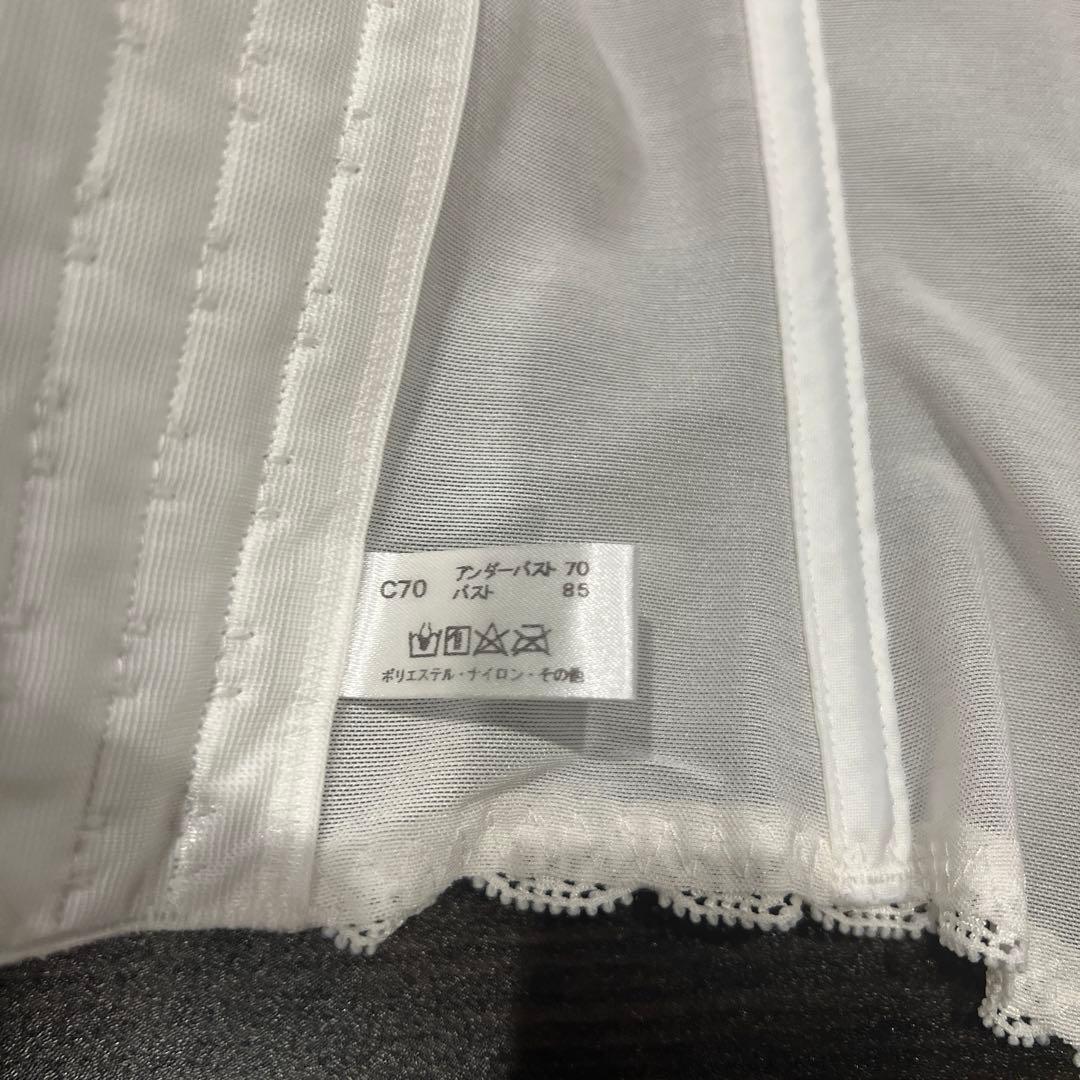 C70 アンダーバスト 70
バスト 85
ポリエステル・ナイロン・その他